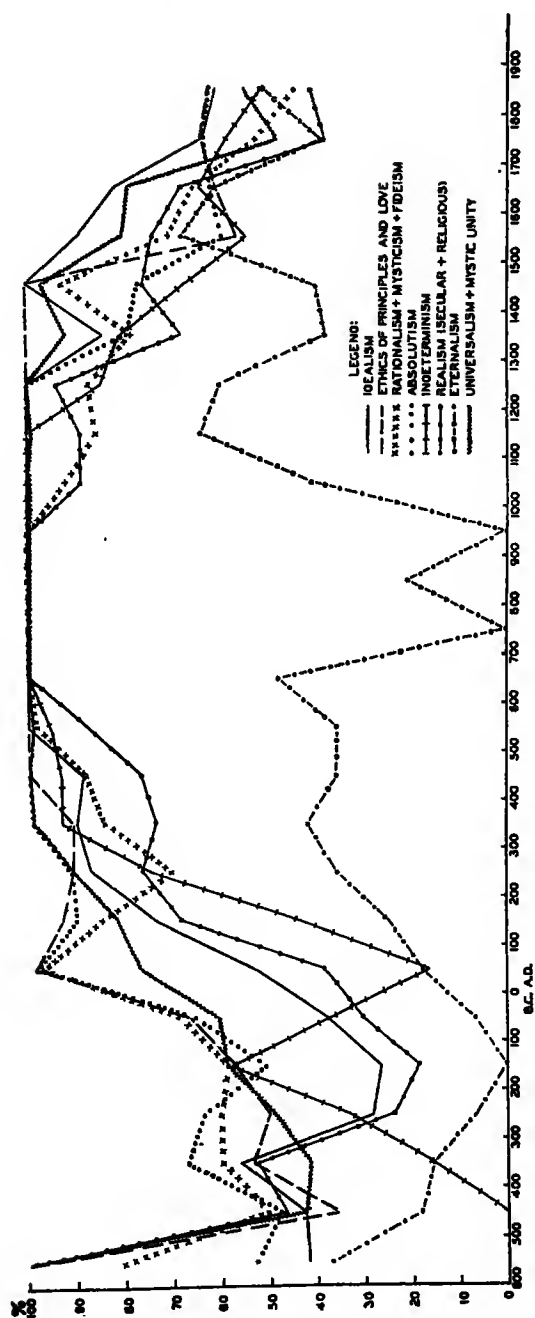 %
100 90 80 70 60 50 40 30 20 10 0
600 500 400 300 200 100 0 100 200 300 400 500 600 700 800 900 1000 1100 1200 1300 1400 1500 1600 1700 1800 1900
B.C. A.D.
LEGEND:
IDEALISM
ETHICS OF PRINCIPLES AND LOVE
RATIONALISM + MYSTICISM + FIDEISM
ABSOLUTISM
INDETERMINISM
REALISM (SECULAR + RELIGIOUS)
ETERNALISM
UNIVERSALISM + MYSTIC UNITY